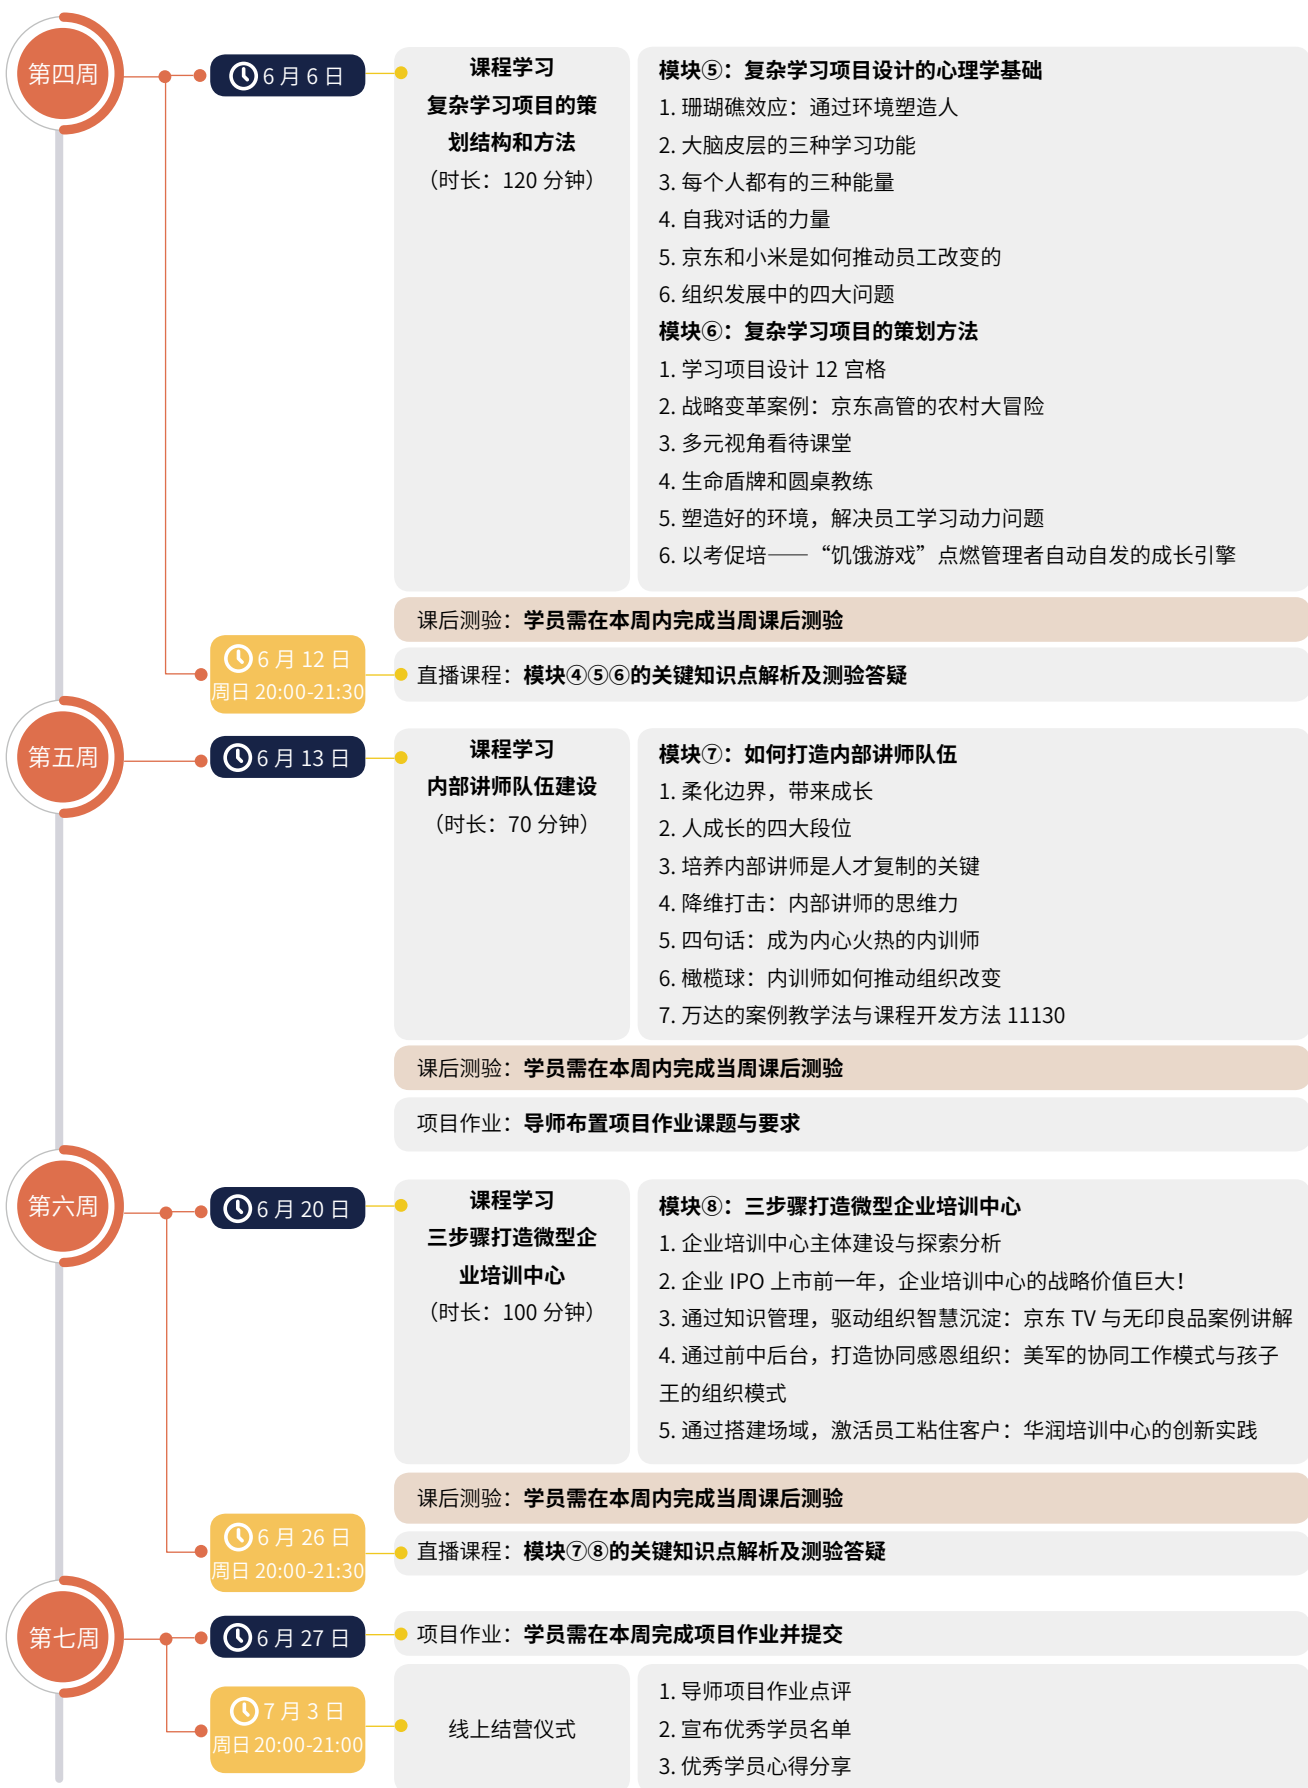 第四周
6 月 6 日
课程学习
复杂学习项目的策
划结构和方法
（时长：120 分钟）
模块⑤：复杂学习项目设计的心理学基础
1. 珊瑚礁效应：通过环境塑造人
2. 大脑皮层的三种学习功能
3. 每个人都有的三种能量
4. 自我对话的力量
5. 京东和小米是如何推动员工改变的
6. 组织发展中的四大问题
模块⑥：复杂学习项目的策划方法
1. 学习项目设计 12 宫格
2. 战略变革案例：京东高管的农村大冒险
3. 多元视角看待课堂
4. 生命盾牌和圆桌教练
5. 塑造好的环境，解决员工学习动力问题
6. 以考促培——“饥饿游戏”点燃管理者自动自发的成长引擎
课后测验：学员需在本周内完成当周课后测验
6 月 12 日
周日 20:00-21:30
直播课程：模块④⑤⑥的关键知识点解析及测验答疑
第五周
6 月 13 日
课程学习
内部讲师队伍建设
（时长：70 分钟）
模块⑦：如何打造内部讲师队伍
1. 柔化边界，带来成长
2. 人成长的四大段位
3. 培养内部讲师是人才复制的关键
4. 降维打击：内部讲师的思维力
5. 四句话：成为内心火热的内训师
6. 橄榄球：内训师如何推动组织改变
7. 万达的案例教学法与课程开发方法 11130
课后测验：学员需在本周内完成当周课后测验
项目作业：导师布置项目作业课题与要求
第六周
6 月 20 日
课程学习
三步骤打造微型企
业培训中心
（时长：100 分钟）
模块⑧：三步骤打造微型企业培训中心
1. 企业培训中心主体建设与探索分析
2. 企业 IPO 上市前一年，企业培训中心的战略价值巨大！
3. 通过知识管理，驱动组织智慧沉淀：京东 TV 与无印良品案例讲解
4. 通过前中后台，打造协同感恩组织：美军的协同工作模式与孩子
王的组织模式
5. 通过搭建场域，激活员工粘住客户：华润培训中心的创新实践
课后测验：学员需在本周内完成当周课后测验
6 月 26 日
周日 20:00-21:30
直播课程：模块⑦⑧的关键知识点解析及测验答疑
第七周
6 月 27 日
项目作业：学员需在本周完成项目作业并提交
7 月 3 日
周日 20:00-21:00
线上结营仪式
1. 导师项目作业点评
2. 宣布优秀学员名单
3. 优秀学员心得分享